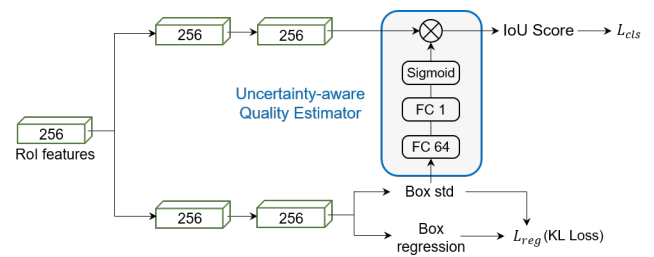 256
256
IoU Score
L_cls
Sigmoid
Uncertainty-aware
Quality Estimator
FC 1
256
RoI features
FC 64
Box std
256
256
Box
regression
L_reg (KL Loss)